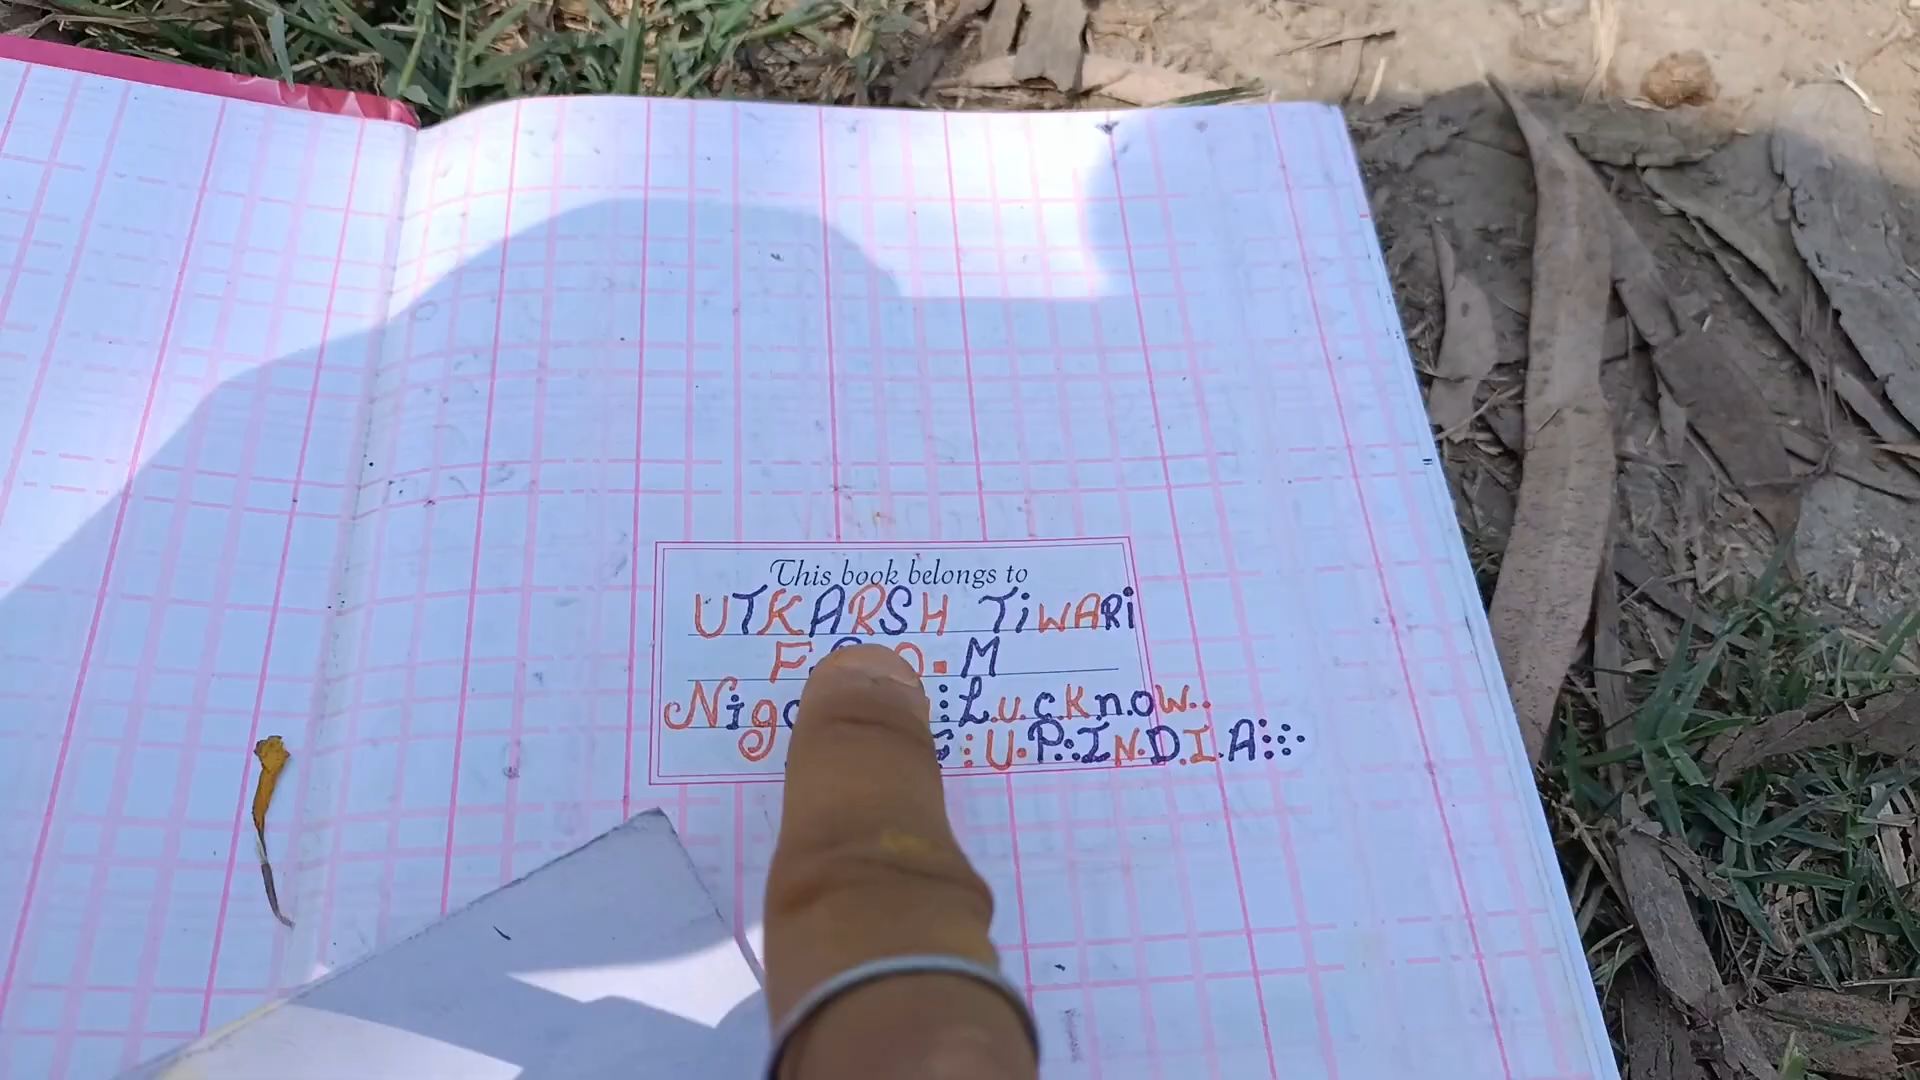 This book belongs to
UTKARSH TiWARi
M
:L.u.c.k.n.o.w..
:U.P.:I.N.D.I.A